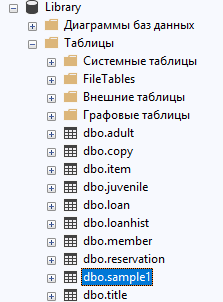 Library
Диаграммы баз данных
Таблицы
Системные таблицы
FileTables
Внешние таблицы
Графовые таблицы
dbo.adult
dbo.copy
dbo.item
dbo.juvenile
dbo.loan
dbo.loanhist
dbo.member
dbo.reservation
dbo.sample1
dbo.title